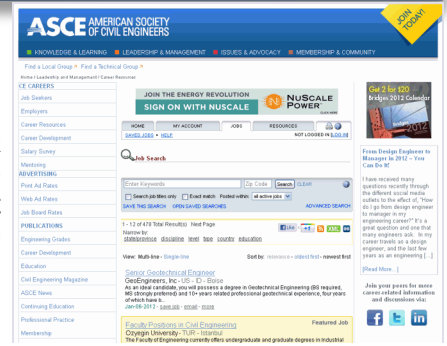 JOIN TODAY!
ASCE AMERICAN SOCIETY
OF CIVIL ENGINEERS
KNOWLEDGE & LEARNING LEADERSHIP & MANAGEMENT ISSUES & ADVOCACY MEMBERSHIP & COMMUNITY
Find a Local Group Find a Technical Group
Home / Leadership and Management / Career Resources
CE CAREERS
Job Seekers
Employers
Career Resources
Career Development
Salary Survey
Mentoring
ADVERTISING
Print Ad Rates
Web Ad Rates
Job Board Rates
PUBLICATIONS
Engineering Grades
Career Development
Education
Civil Engineering Magazine
ASCE News
Continuing Education
Professional Practice
Membership
JOIN THE ENERGY REVOLUTION
SIGN ON WITH NUSCALE
NUSCALE
POWER
HOME MY ACCOUNT JOBS RESOURCES
SAVED JOBS • HELP NOT LOGGED IN [LOG IN]
Job Search
Enter Keywords Zip Code Search CLEAR
Search job titles only Exact match Posted within all active jobs
SAVE THIS SEARCH OPEN SAVED SEARCHES ADVANCED SEARCH
1 - 12 of 478 Total Result(s) Next Page
Narrow by:
state/province discipline level type country education
Like XML
View: Multi-line - Single-line Sort by: relevance • oldest first • newest first
Senior Geotechnical Engineer
GeoEngineers, Inc - US - ID - Boise
As an ideal candidate, you will possess a degree in Geotechnical Engineering (BS required,
MS strongly preferred) and 10+ years related professional geotechnical experience, four years
of which have b...
Jan-06-2012 - save job - email - more
Faculty Positions in Civil Engineering Featured Job
Ozyegin University - TUR - Istanbul
The Faculty of Engineering currently offers undergraduate and graduate degrees in Industrial
Get 2 for $20
Bridges 2012 Calendar
From Design Engineer to
Manager in 2012 – You
Can Do It!
I have received many
questions recently through
the different social media
outlets to the effect of, "How
do I go from design engineer
to manager in my
engineering career?" It's a
great question and one that
many engineers ask. In my
career travels as a design
engineer, and the last few
years as an engineering [...]
[Read More...]
Join your peers for more
career-related information
and discussions via: